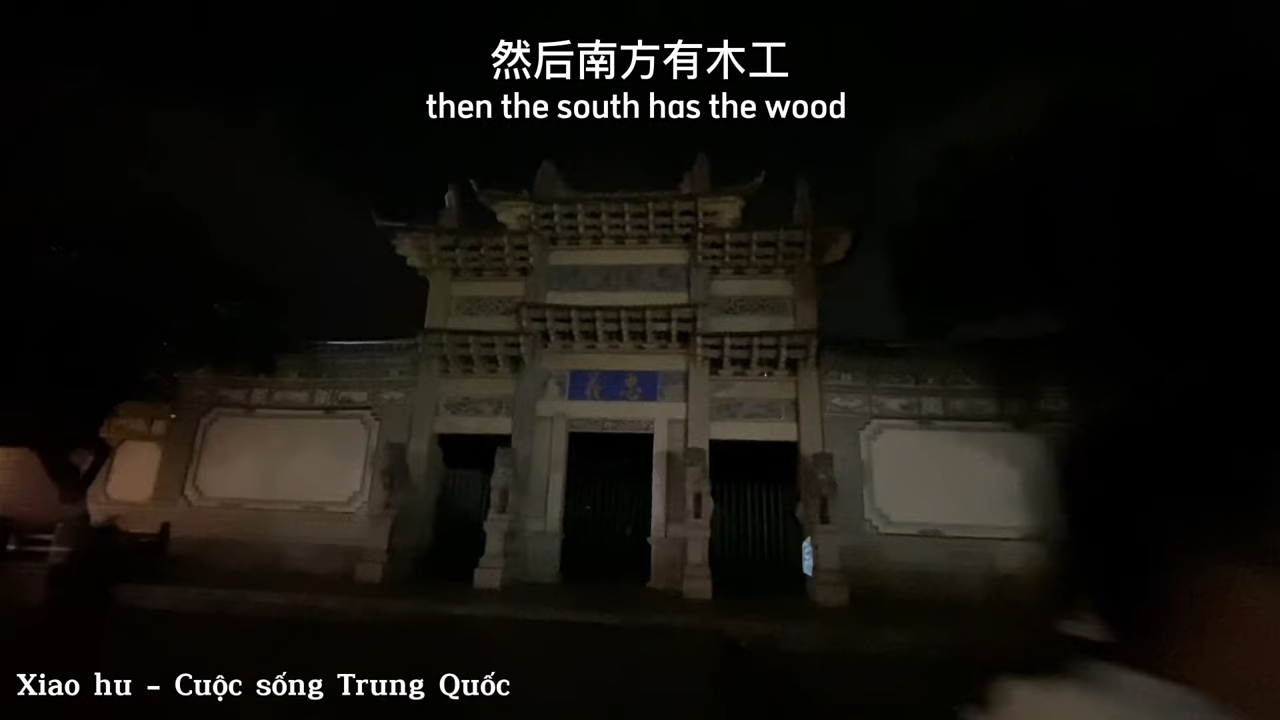 然后南方有木工
then the south has the wood
Xiao hu - Cuộc sống Trung Quốc